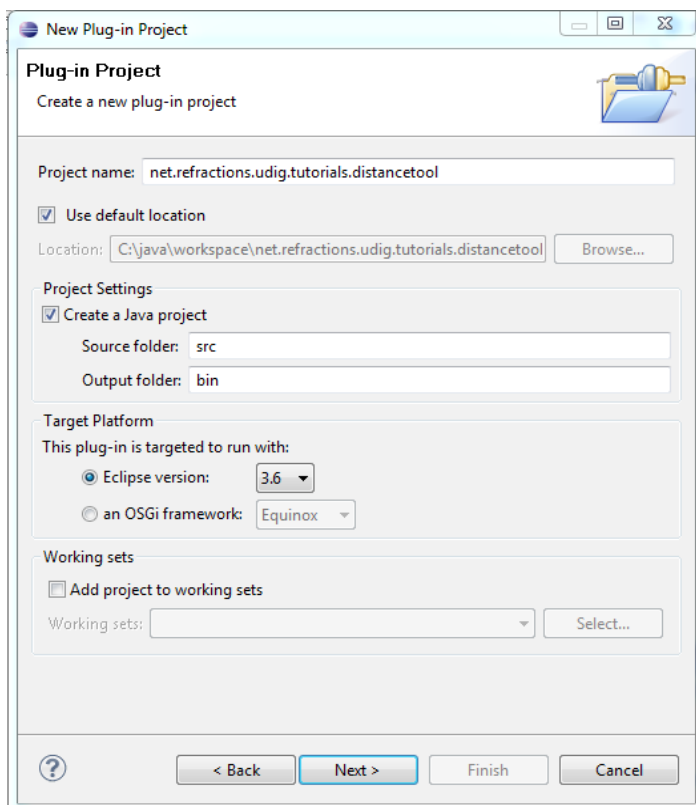 New Plug-in Project
Plug-in Project
Create a new plug-in project
Project name: net.refractions.udig.tutorials.distancetool
Use default location
Location: C:\java\workspace\net.refractions.udig.tutorials.distancetool Browse...
Project Settings
Create a Java project
Source folder: src
Output folder: bin
Target Platform
This plug-in is targeted to run with:
Eclipse version: 3.6
an OSGi framework: Equinox
Working sets
Add project to working sets
Working sets: Select...
? < Back Next > Finish Cancel